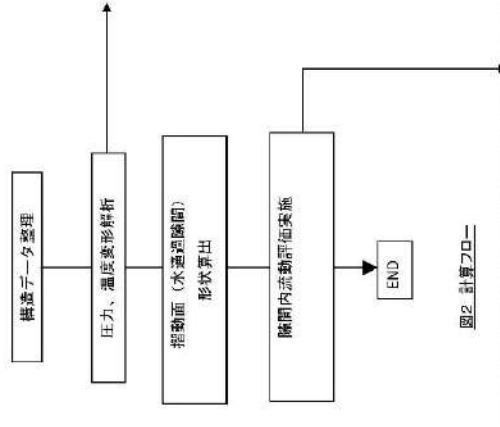 構造データ整理
圧力、温度変形解析
摺動面（水通過隙間）
形状算出
隙間内流動評価実施
END
図2 計算フロー